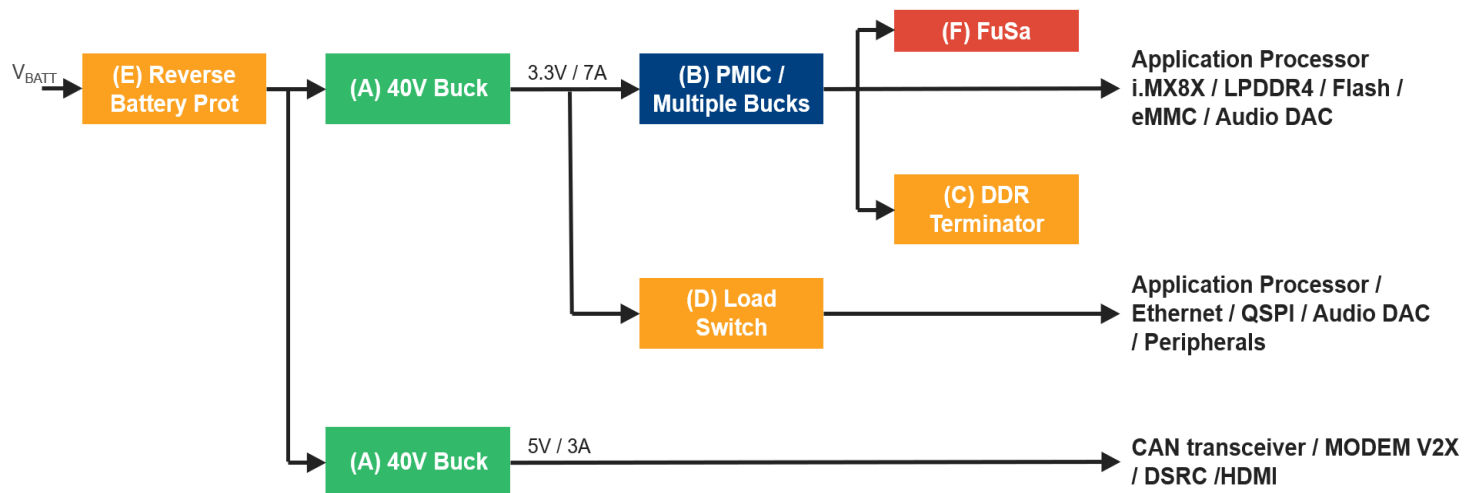 (F) FuSa
V_BATT
(E) Reverse
Battery Prot
(A) 40V Buck
3.3V / 7A
(B) PMIC /
Multiple Bucks
Application Processor
i.MX8X / LPDDR4 / Flash /
eMMC / Audio DAC
(C) DDR
Terminator
(D) Load
Switch
Application Processor /
Ethernet / QSPI / Audio DAC
/ Peripherals
(A) 40V Buck
5V / 3A
CAN transceiver / MODEM V2X
/ DSRC /HDMI